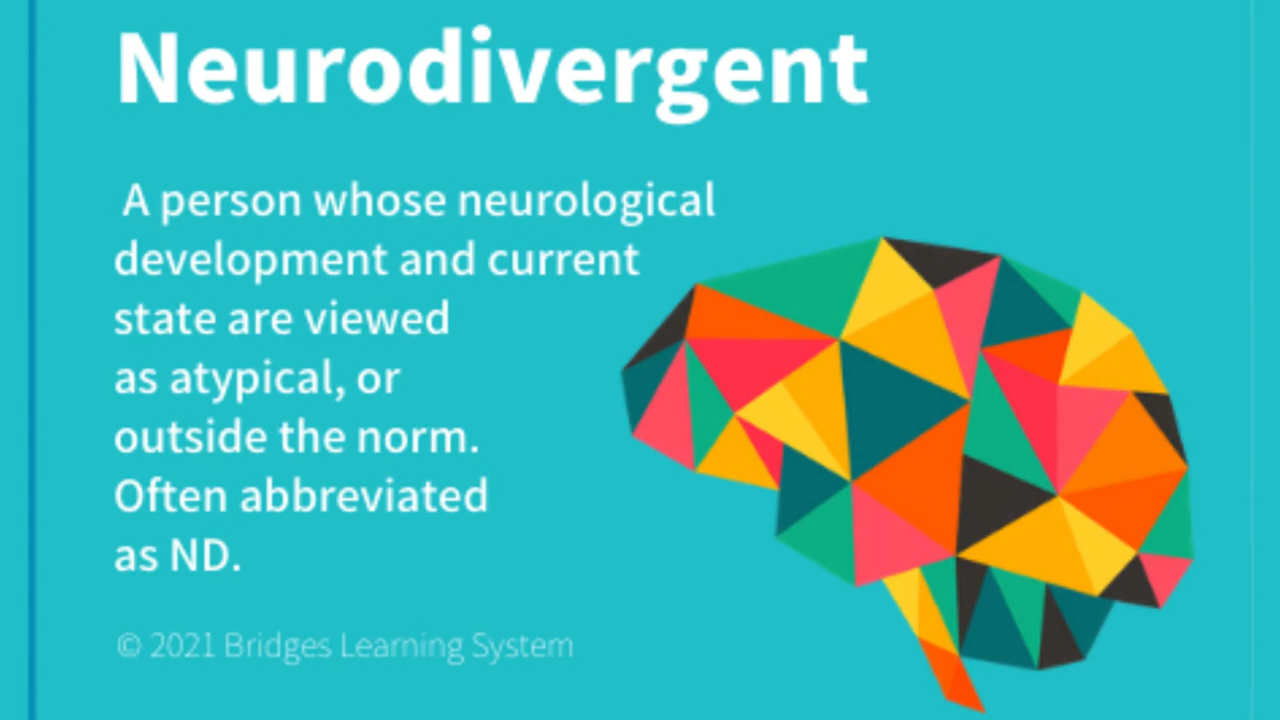 Neurodivergent
A person whose neurological
development and current
state are viewed
as atypical, or
outside the norm.
Often abbreviated
as ND.
© 2021 Bridges Learning System